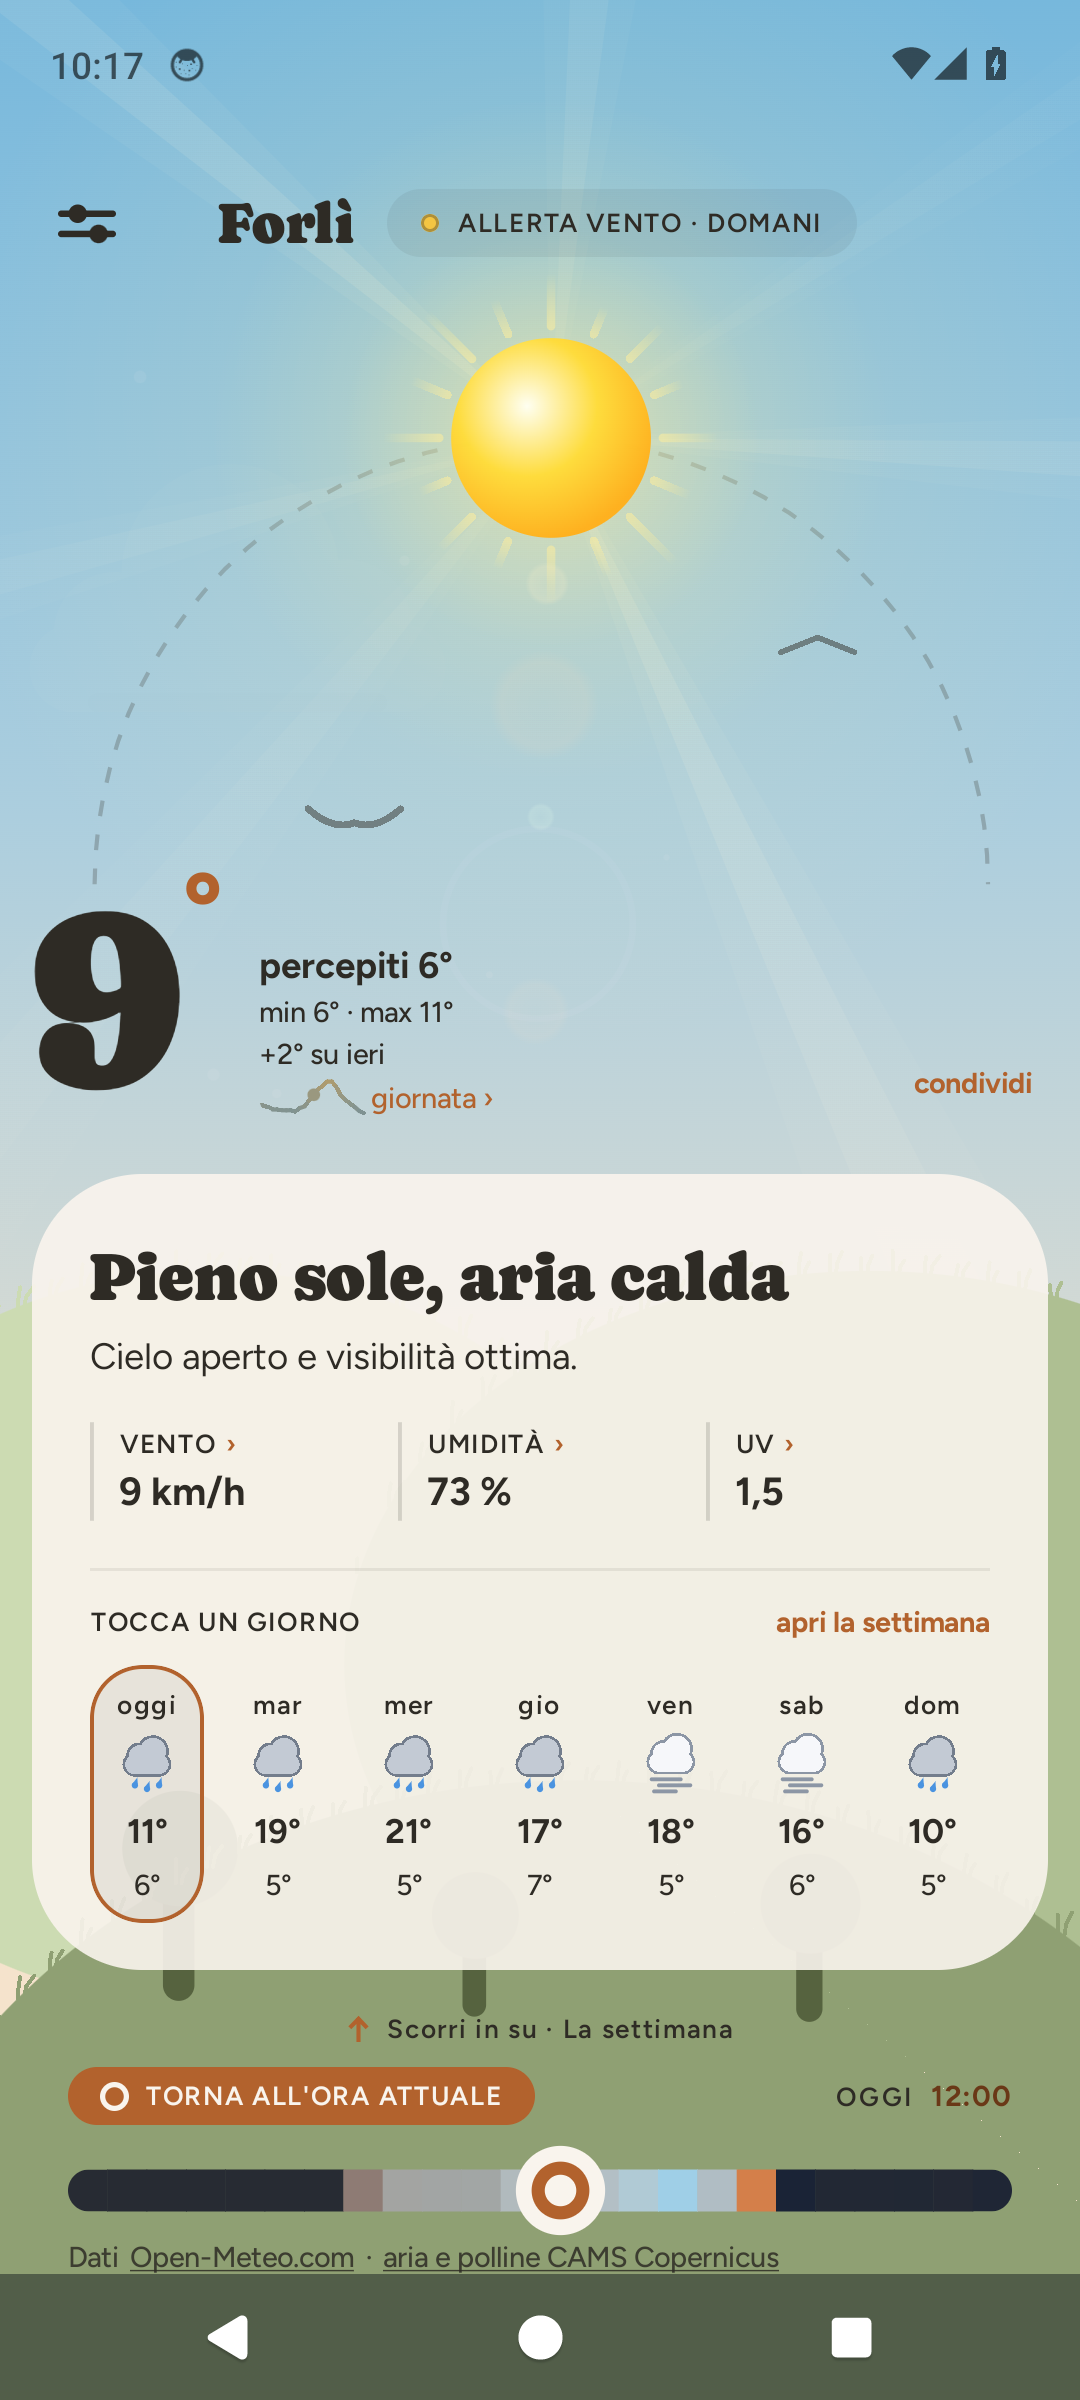 10:17
Forlì
ALLERTA VENTO · DOMANI
9°
percepiti 6°
min 6° · max 11°
+2° su ieri
giornata ›
condividi
Pieno sole, aria calda
Cielo aperto e visibilità ottima.
VENTO › UMIDITÀ › UV ›
9 km/h 73 % 1,5
TOCCA UN GIORNO apri la settimana
oggi mar mer gio ven sab dom
11° 19° 21° 17° 18° 16° 10°
6° 5° 5° 7° 5° 6° 5°
↑ Scorri in su · La settimana
TORNA ALL'ORA ATTUALE OGGI 12:00
Dati Open-Meteo.com · aria e polline CAMS Copernicus